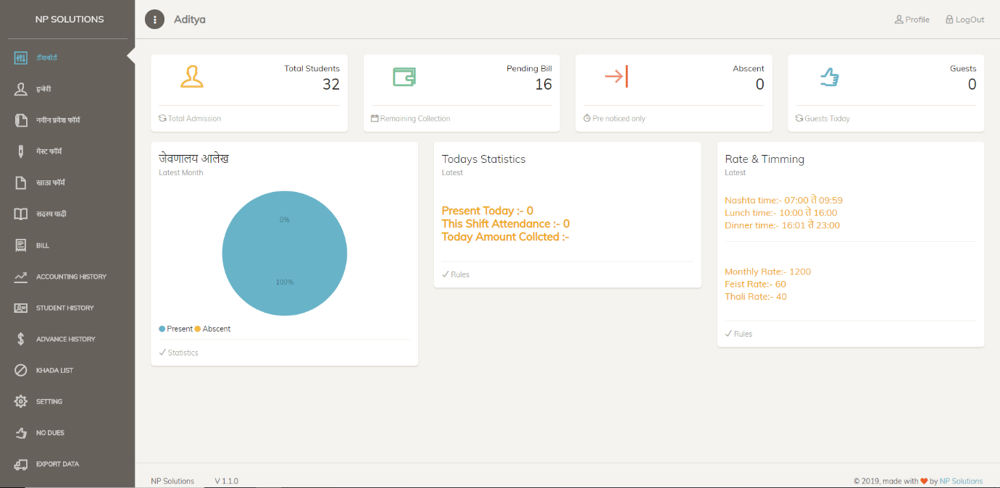 NP SOLUTIONS
डॅशबोर्ड
हजेरी
नवीन प्रवेश फॉर्म
गेस्ट फॉर्म
खाडा फॉर्म
सदस्य यादी
BILL
ACCOUNTING HISTORY
STUDENT HISTORY
ADVANCE HISTORY
KHADA LIST
SETTING
NO DUES
EXPORT DATA
Aditya
Profile
LogOut
Total Students
32
Total Admission
Pending Bill
16
Remaining Collection
Abscent
0
Pre noticed only
Guests
0
Guests Today
जेवणालय आलेख
Latest Month
0%
100%
Present Abscent
Statistics
Todays Statistics
Latest
Present Today :- 0
This Shift Attendance :- 0
Today Amount Collcted :-
Rules
Rate & Timming
Latest
Nashta time:- 07:00 ते 09:59
Lunch time:- 10:00 ते 16:00
Dinner time:- 16:01 ते 23:00
Monthly Rate:- 1200
Feist Rate:- 60
Thali Rate:- 40
Rules
NP Solutions V 1.1.0
© 2019, made with by NP Solutions